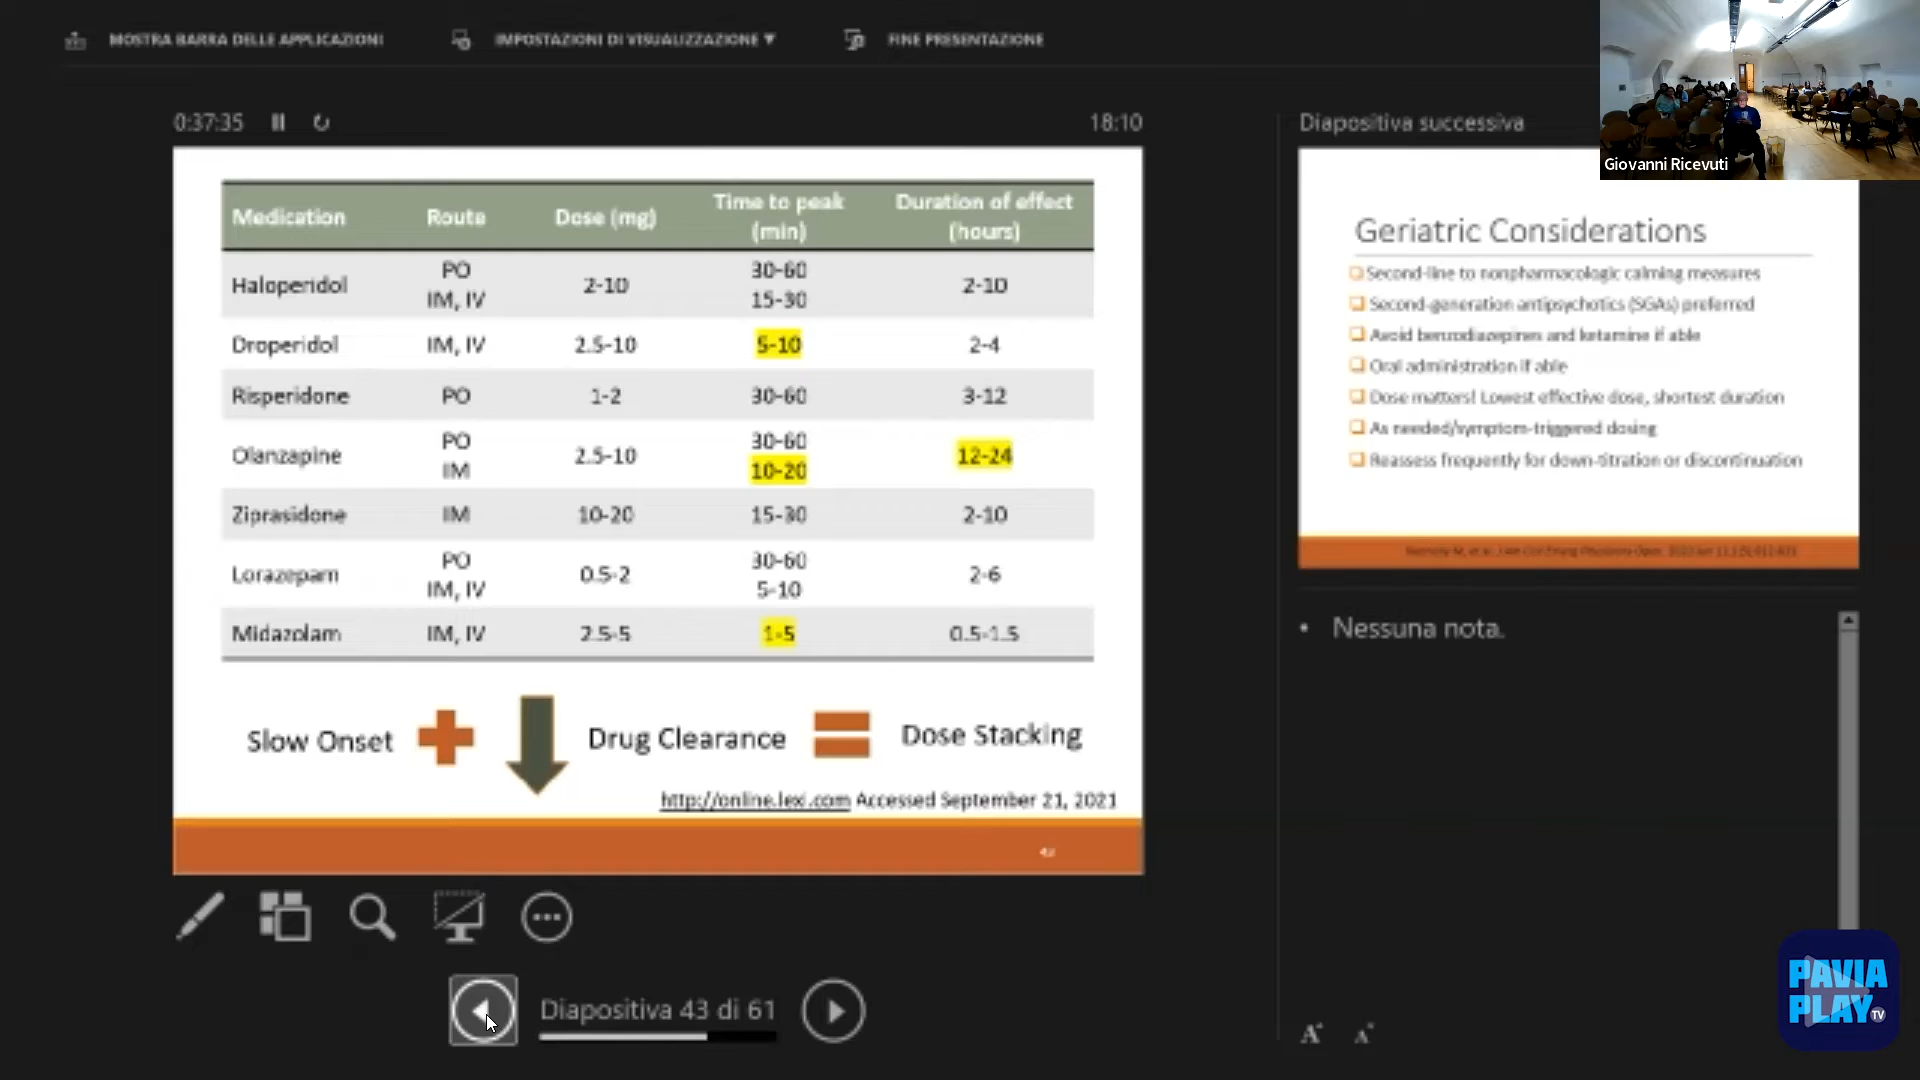 MOSTRA BARRA DELLE APPLICAZIONI
IMPOSTAZIONI DI VISUALIZZAZIONE ▼
FINE PRESENTAZIONE
0:37:35
18:10
Diapositiva successiva
Giovanni Ricevuti
Medication Route Dose (mg) Time to peak (min) Duration of effect (hours)
Haloperidol PO 2-10 30-60 2-10
IM, IV 15-30
Droperidol IM, IV 2.5-10 5-10 2-4
Risperidone PO 1-2 30-60 3-12
Olanzapine PO 2.5-10 30-60 12-24
IM 10-20
Ziprasidone IM 10-20 15-30 2-10
Lorazepam PO 0.5-2 30-60 2-6
IM, IV 5-10
Midazolam IM, IV 2.5-5 1-5 0.5-1.5
Slow Onset Drug Clearance Dose Stacking
http://online.lexi.com Accessed September 21, 2021
Geriatric Considerations
Second-line to nonpharmacologic calming measures
Second-generation antipsychotics (SGAs) preferred
Avoid benzodiazepines and ketamine if able
Oral administration if able
Dose matters! Lowest effective dose, shortest duration
As needed/symptom-triggered dosing
Reassess frequently for down-titration or discontinuation
• Nessuna nota.
Diapositiva 43 di 61
A A
PAVIA
PLAY TV